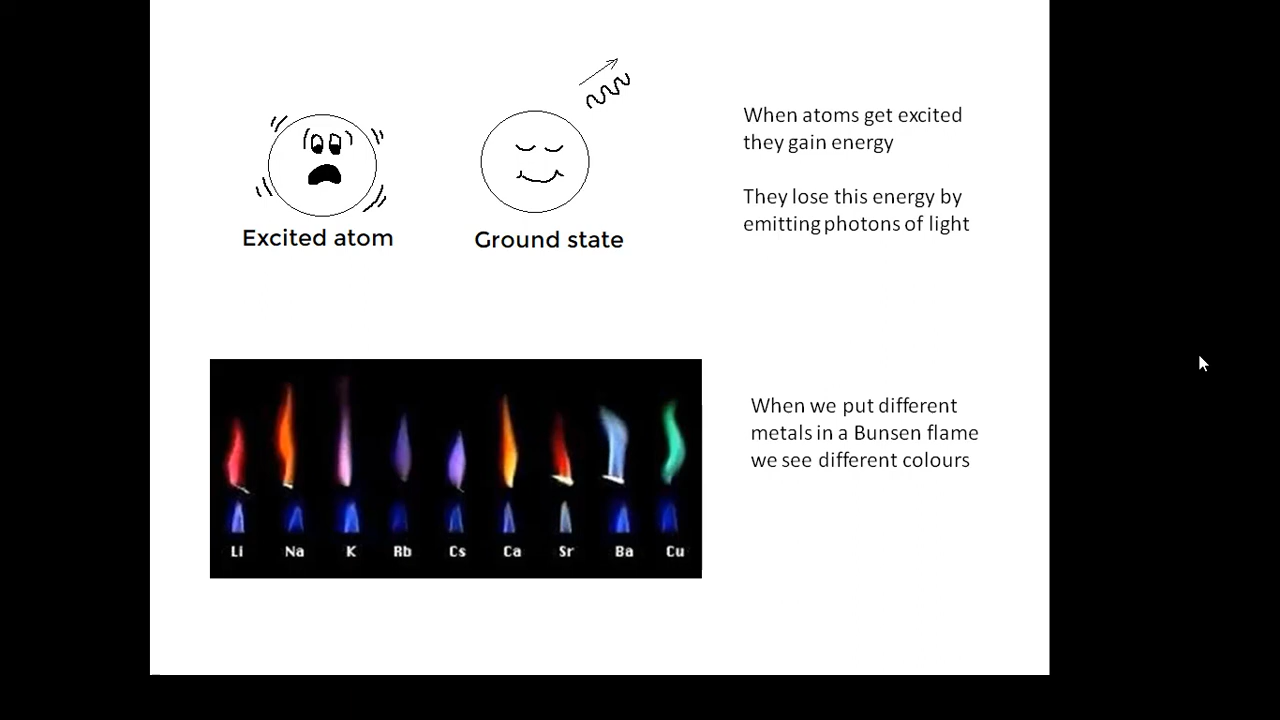 When atoms get excited
they gain energy
They lose this energy by
emitting photons of light
Excited atom
Ground state
When we put different
metals in a Bunsen flame
we see different colours
Li Na K Rb Cs Ca Sr Ba Cu